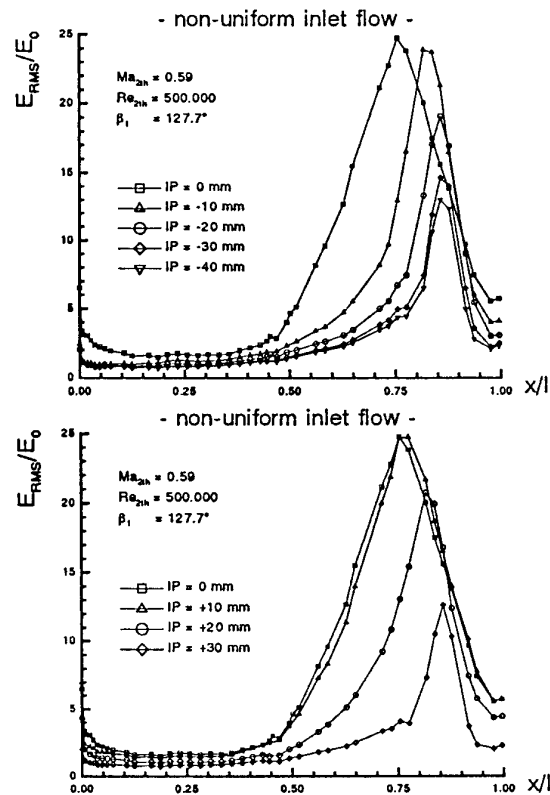 - non-uniform inlet flow -
E_RMS/E_0
25
20
15
10
5
0
Ma_2th = 0.59
Re_2th = 500.000
β_1 = 127.7°
IP = 0 mm
IP = -10 mm
IP = -20 mm
IP = -30 mm
IP = -40 mm
0.00 0.25 0.50 0.75 1.00 x/l
- non-uniform inlet flow -
E_RMS/E_0
25
20
15
10
5
0
Ma_2th = 0.59
Re_2th = 500.000
β_1 = 127.7°
IP = 0 mm
IP = +10 mm
IP = +20 mm
IP = +30 mm
0.00 0.25 0.50 0.75 1.00 x/l